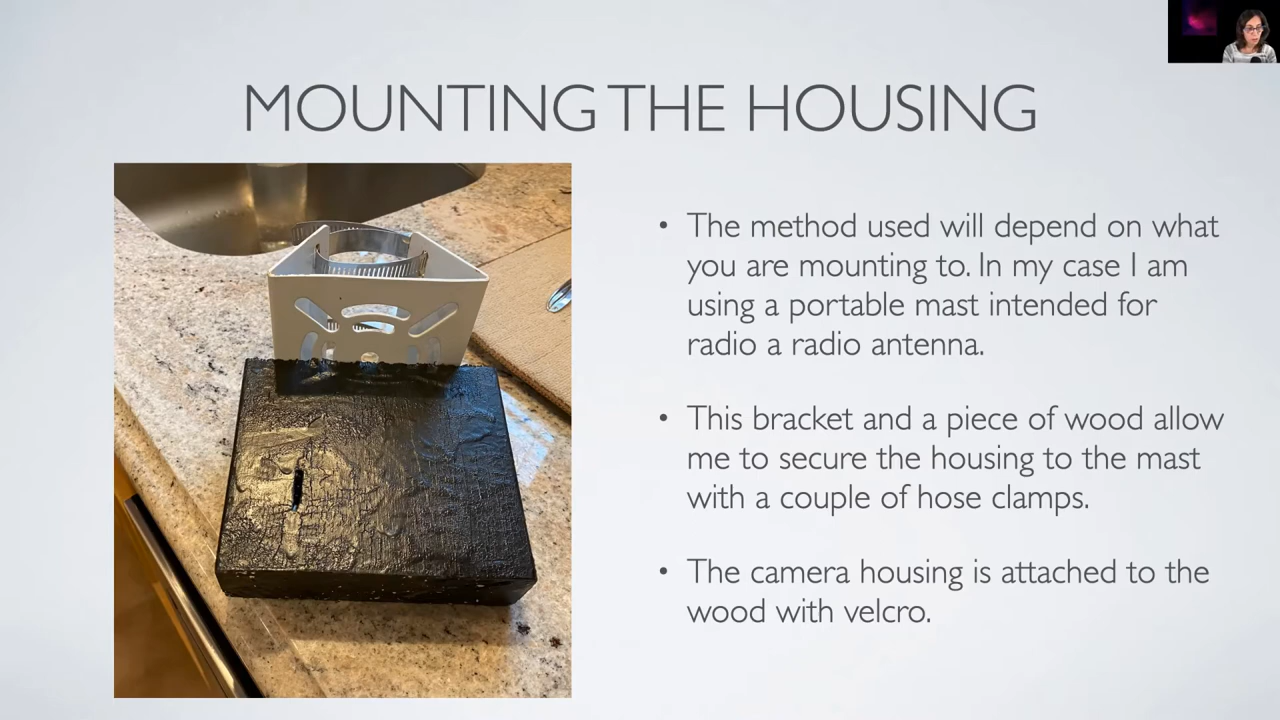 MOUNTING THE HOUSING
• The method used will depend on what
you are mounting to. In my case I am
using a portable mast intended for
radio a radio antenna.
• This bracket and a piece of wood allow
me to secure the housing to the mast
with a couple of hose clamps.
• The camera housing is attached to the
wood with velcro.